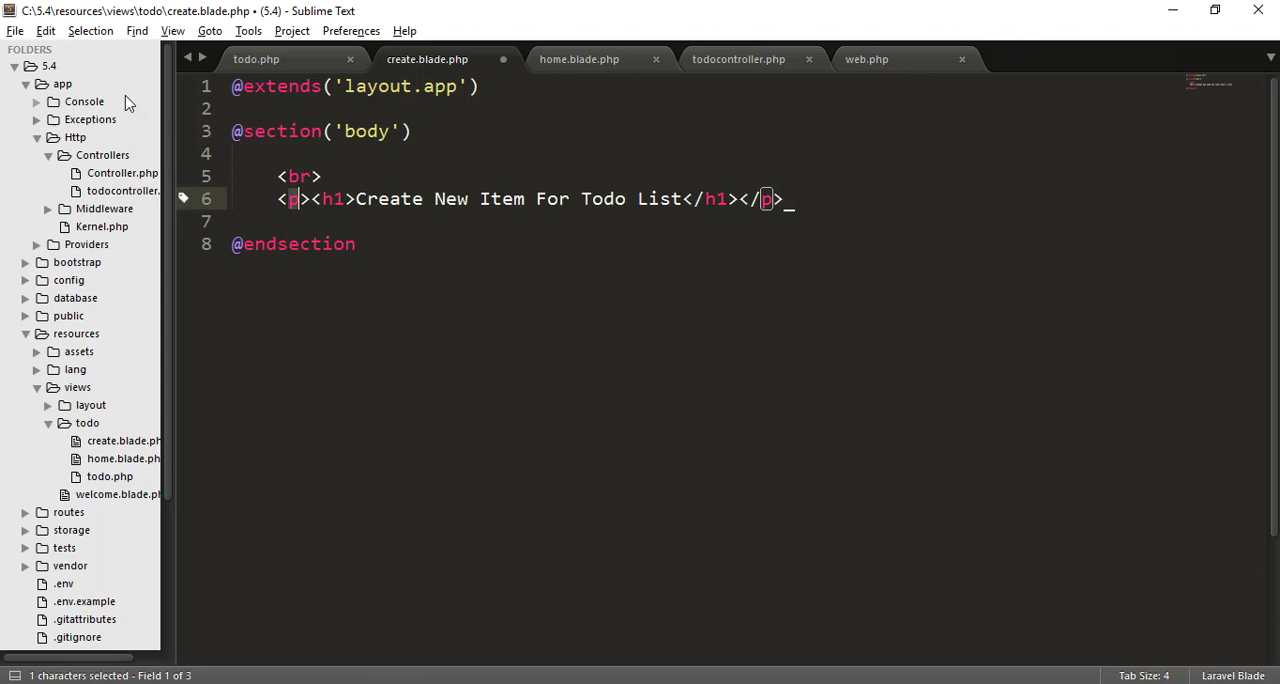 C:\5.4\resources\views\todo\create.blade.php • (5.4) - Sublime Text
File Edit Selection Find View Goto Tools Project Preferences Help
FOLDERS
5.4
app
Console
Exceptions
Http
Controllers
Controller.php
todocontroller.
Middleware
Kernel.php
Providers
bootstrap
config
database
public
resources
assets
lang
views
layout
todo
create.blade.ph
home.blade.ph
todo.php
welcome.blade.ph
routes
storage
tests
vendor
.env
.env.example
.gitattributes
.gitignore
todo.php create.blade.php home.blade.php todocontroller.php web.php
1 @extends('layout.app')
2
3 @section('body')
4
5 <br>
6 <p><h1>Create New Item For Todo List</h1></p>_
7
8 @endsection
1 characters selected - Field 1 of 3 Tab Size: 4 Laravel Blade